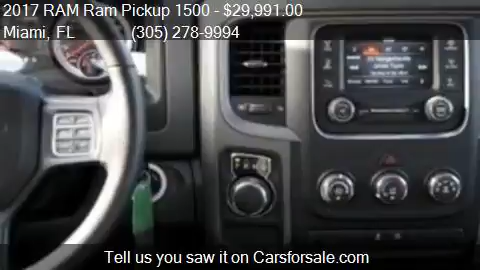 2017 RAM Ram Pickup 1500 - $29,991.00
Miami, FL (305) 278-9994
Tell us you saw it on Carsforsale.com